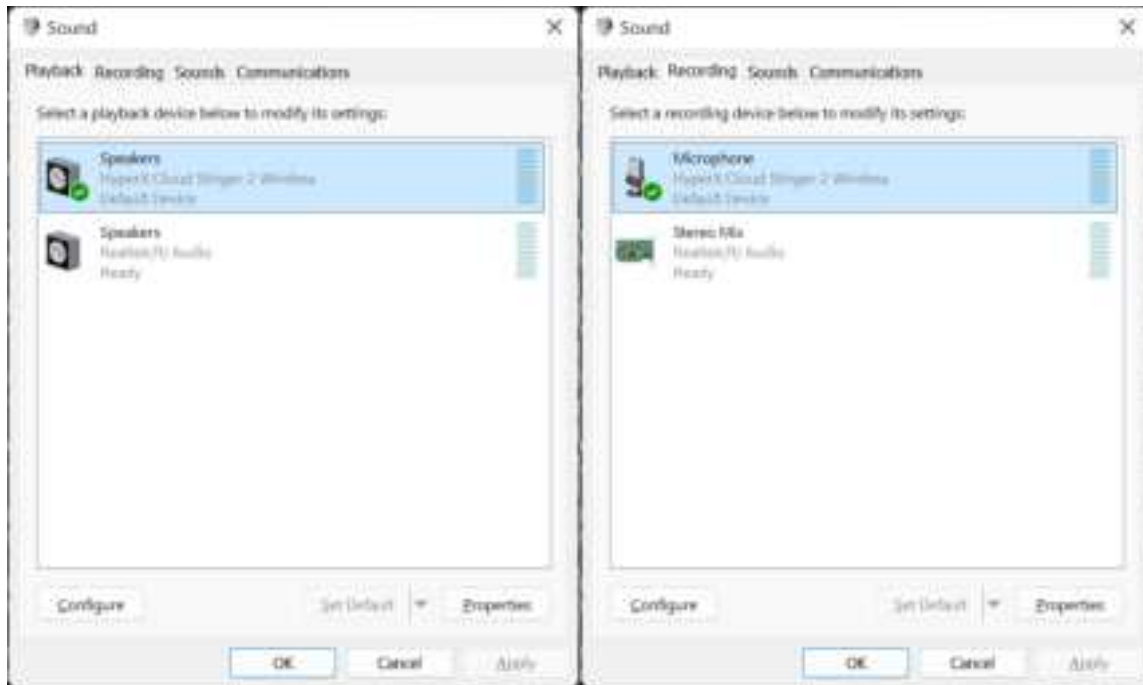 Sound
Playback Recording Sounds Communications
Select a playback device below to modify its settings:
Speakers
HyperX Cloud Stinger 2 Wireless
Default Device
Speakers
Realtek(R) Audio
Ready
Configure
Set Default
Properties
OK
Cancel
Apply
Sound
Playback Recording Sounds Communications
Select a recording device below to modify its settings:
Microphone
HyperX Cloud Stinger 2 Wireless
Default Device
Stereo Mix
Realtek(R) Audio
Ready
Configure
Set Default
Properties
OK
Cancel
Apply